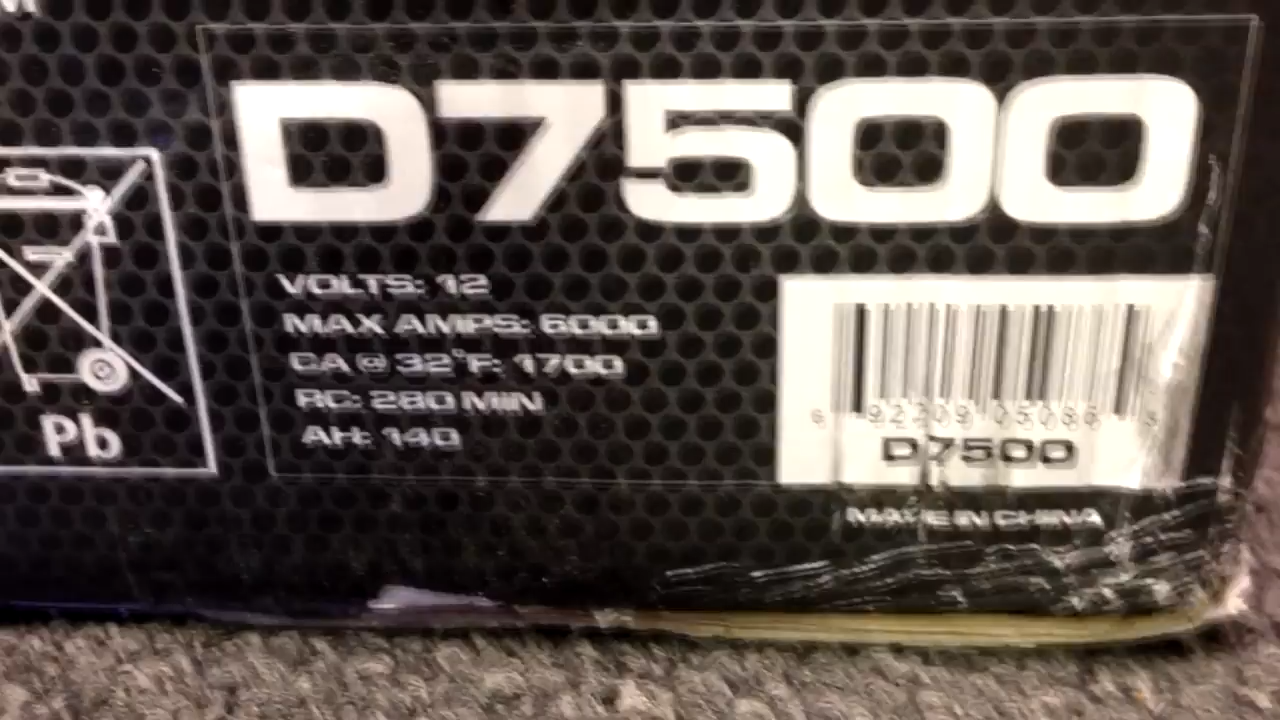 D7500
VOLTS: 12
MAX AMPS: 6000
CA @ 32°F: 1700
RC: 280 MIN
AH: 140
Pb
D7500
MADE IN CHINA